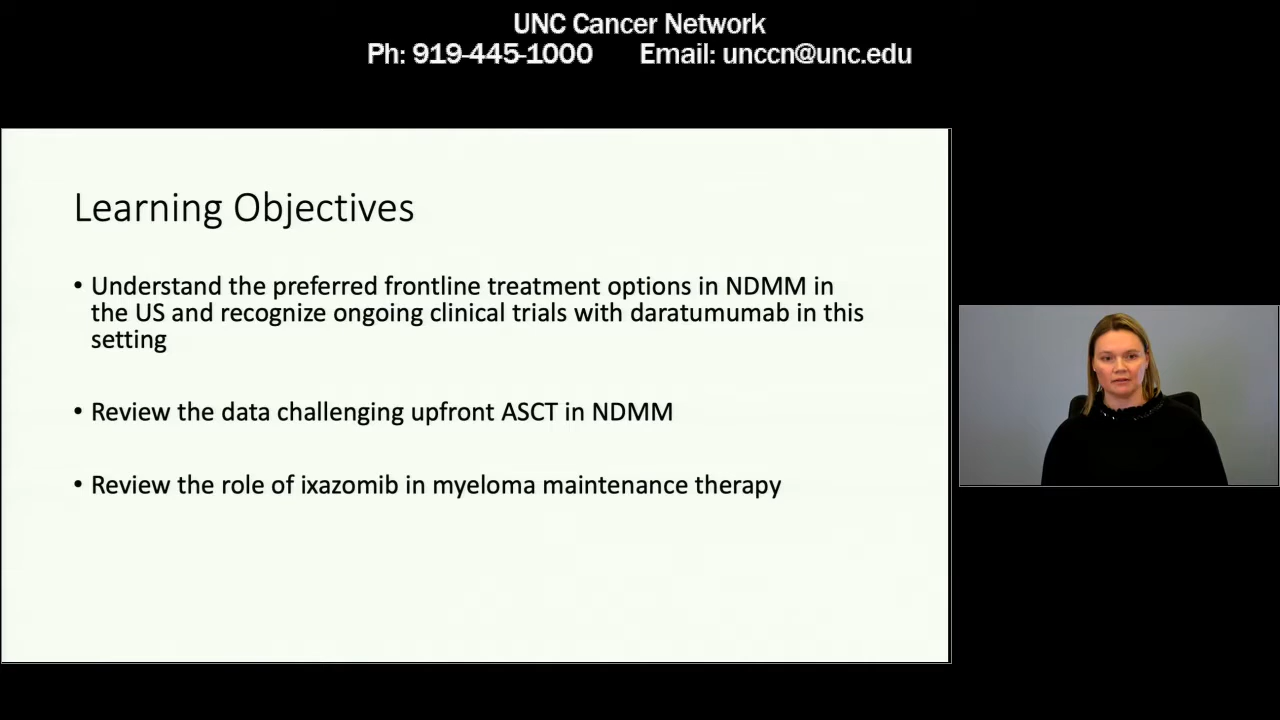 UNC Cancer Network
Ph: 919-445-1000 Email: unccn@unc.edu
Learning Objectives
• Understand the preferred frontline treatment options in NDMM in
the US and recognize ongoing clinical trials with daratumumab in this
setting
• Review the data challenging upfront ASCT in NDMM
• Review the role of ixazomib in myeloma maintenance therapy